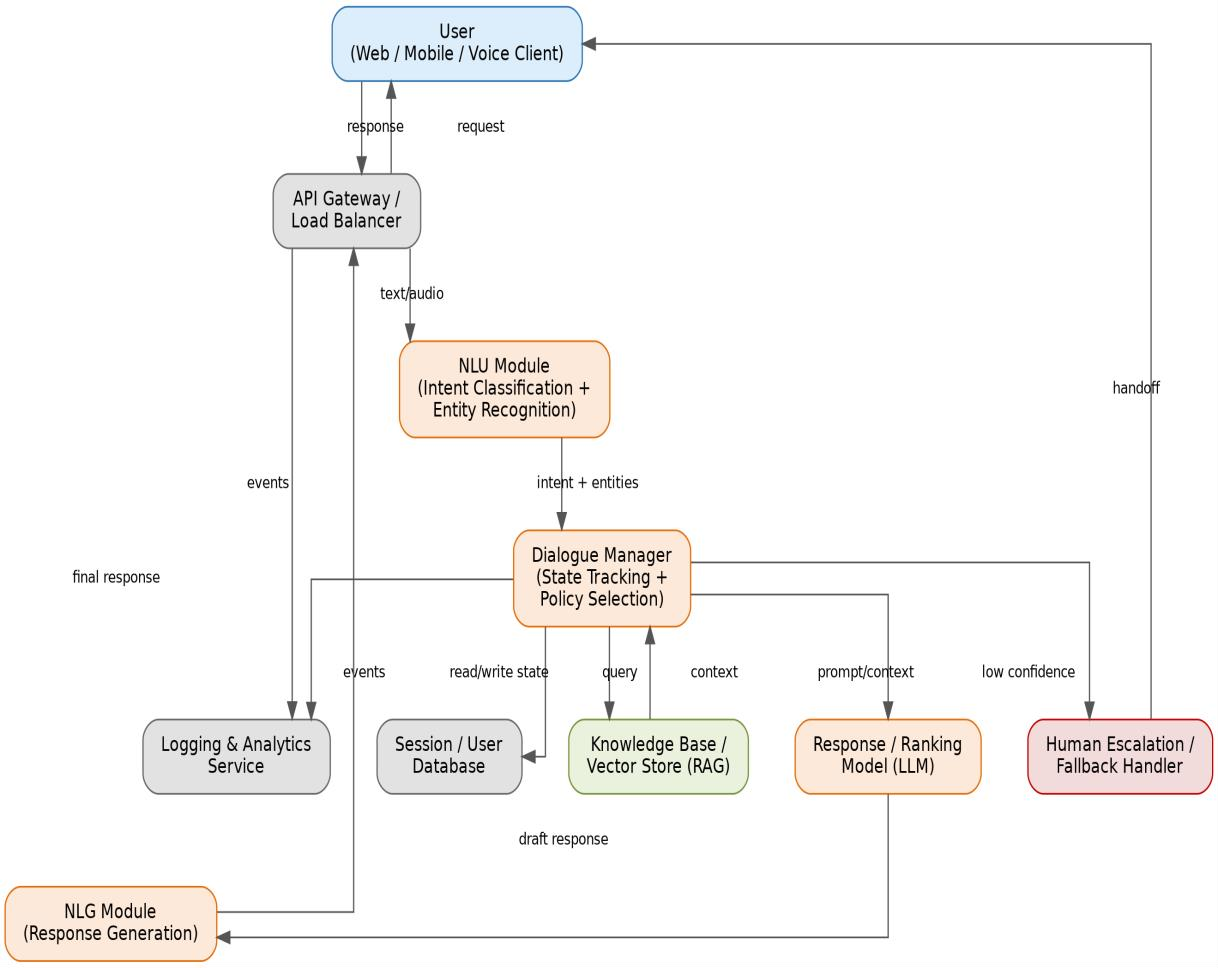 User
(Web / Mobile / Voice Client)
response
request
API Gateway /
Load Balancer
text/audio
NLU Module
(Intent Classification +
Entity Recognition)
handoff
events
intent + entities
Dialogue Manager
(State Tracking +
Policy Selection)
final response
events
read/write state
query
context
prompt/context
low confidence
Logging & Analytics
Service
Session / User
Database
Knowledge Base /
Vector Store (RAG)
Response / Ranking
Model (LLM)
Human Escalation /
Fallback Handler
draft response
NLG Module
(Response Generation)